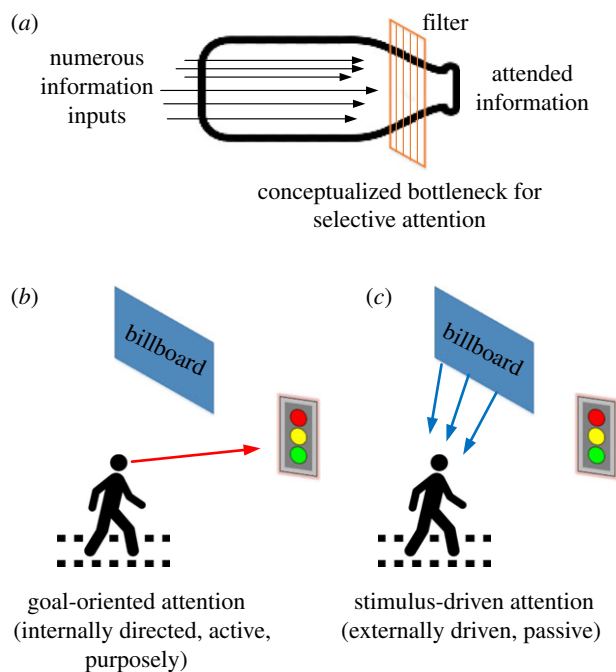 (a)
filter
numerous
information
inputs
attended
information
conceptualized bottleneck for
selective attention
(b)
billboard
goal-oriented attention
(internally directed, active,
purposely)
(c)
billboard
stimulus-driven attention
(externally driven, passive)